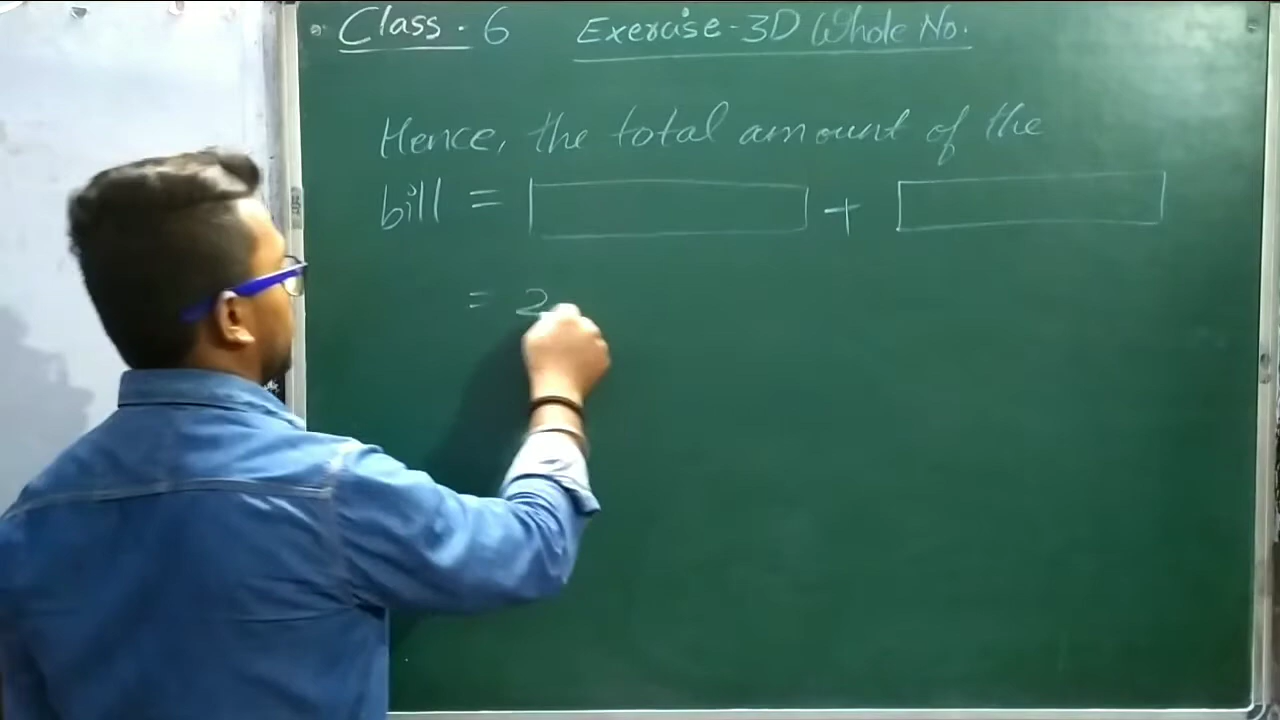 Class. 6 Exercise-3D Whole No.
Hence, the total amount of the
bill = +
= 2